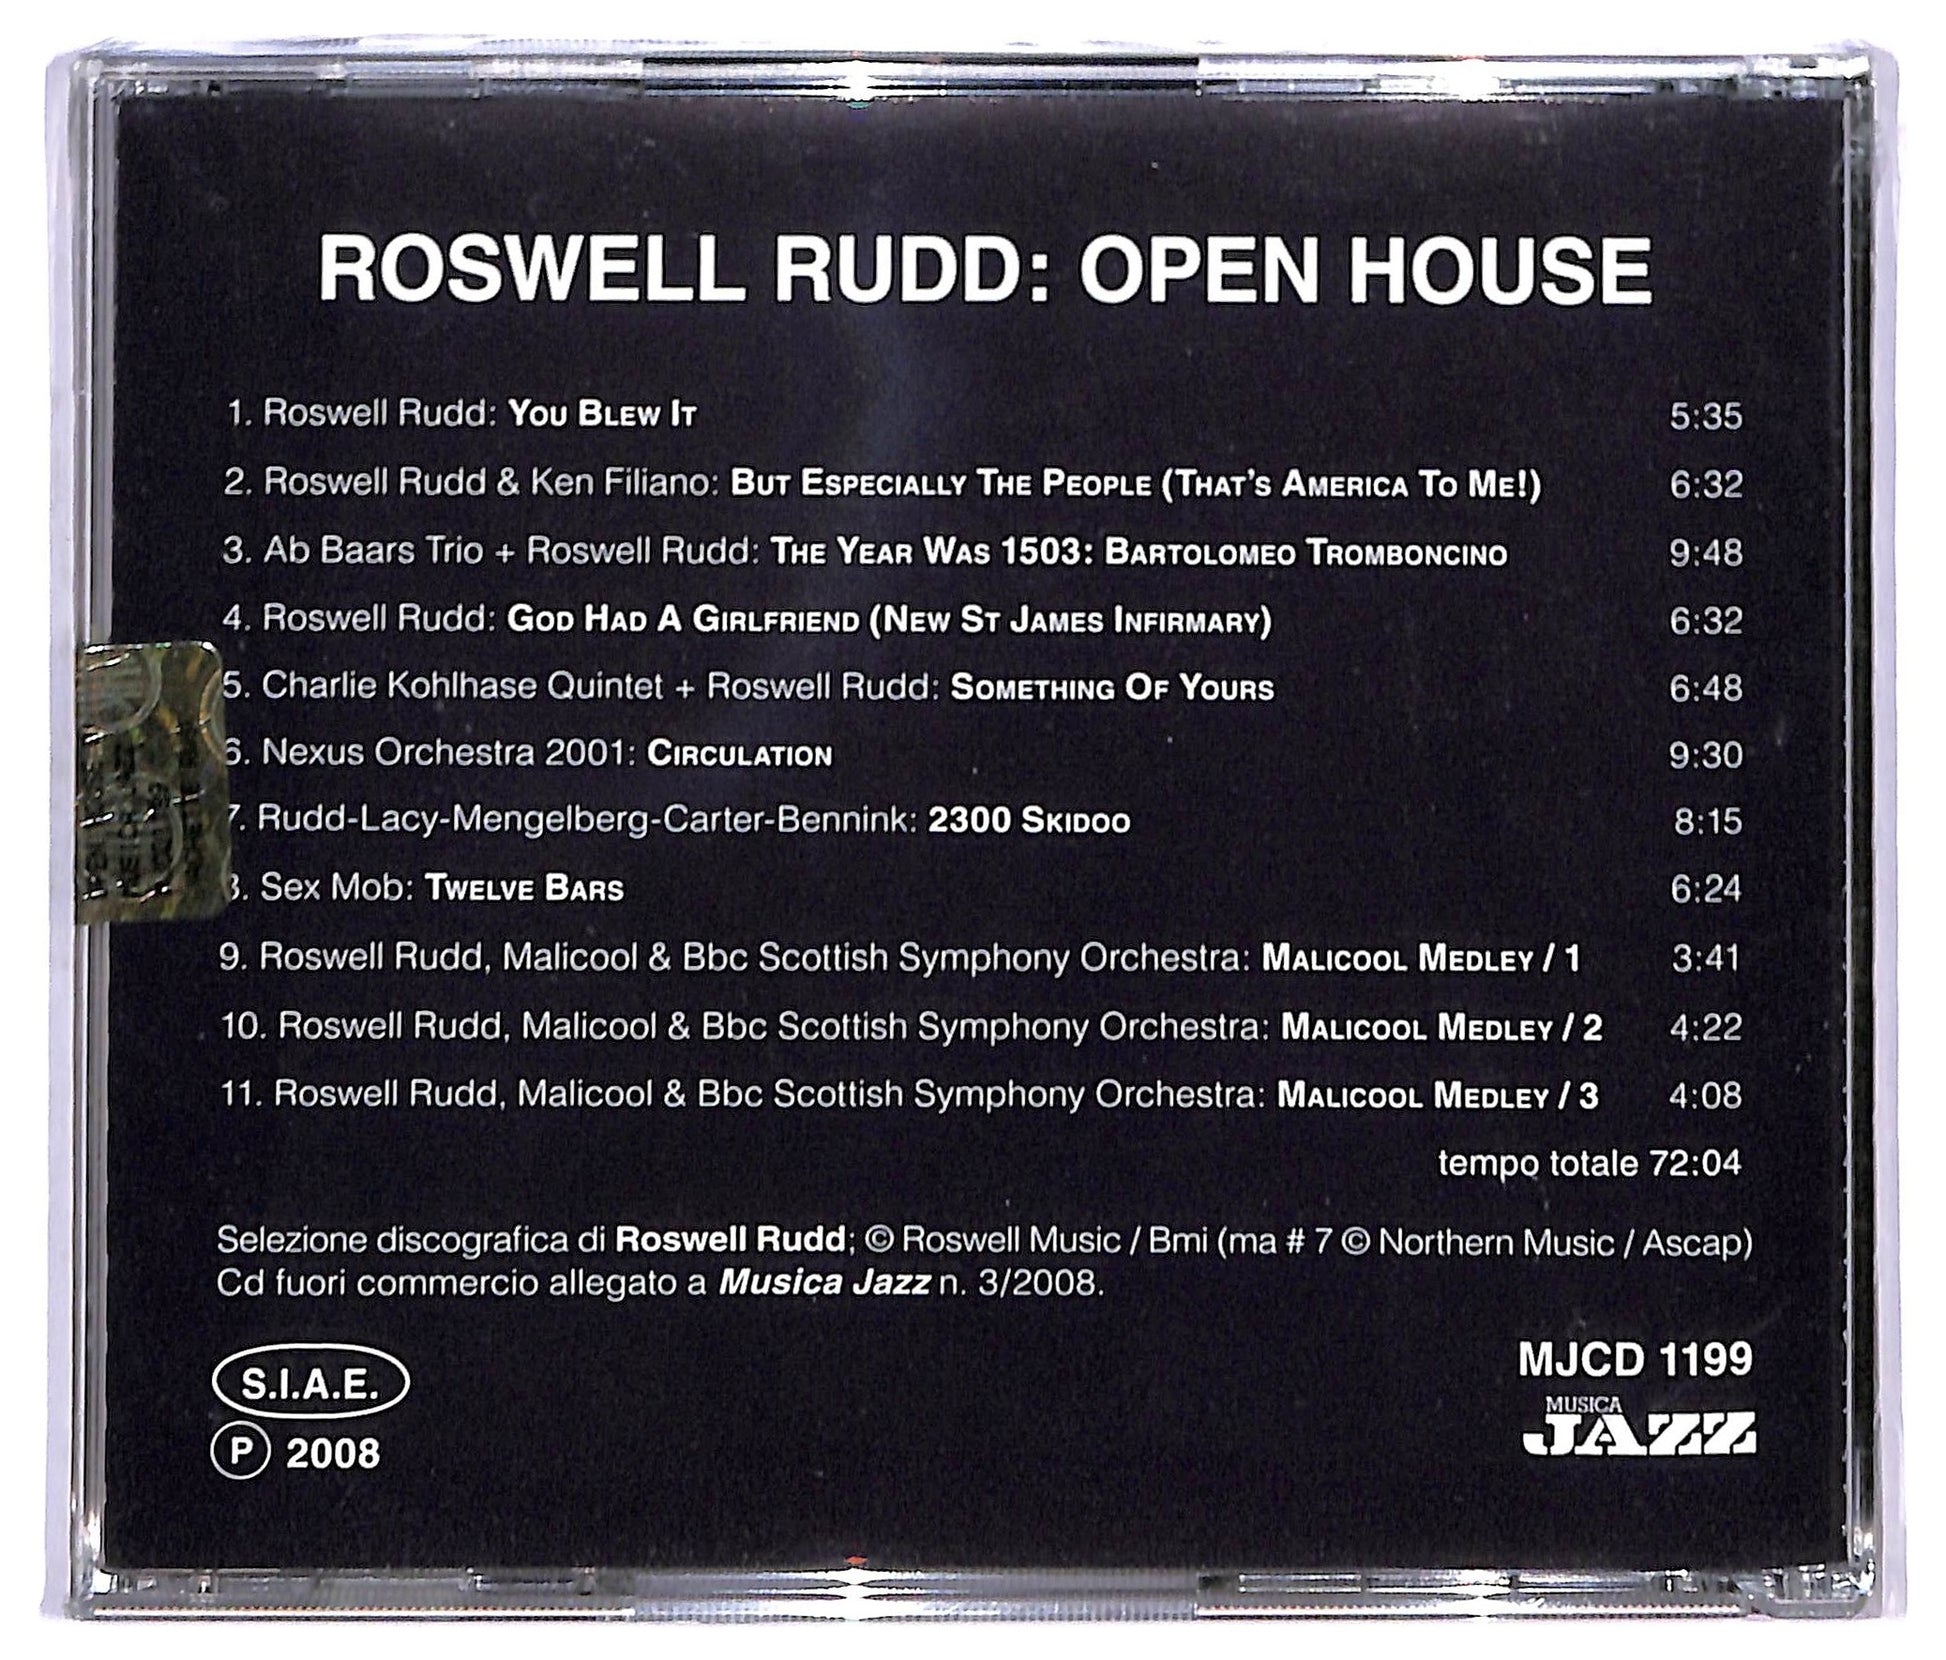 ROSWELL RUDD: OPEN HOUSE
1. Roswell Rudd: YOU BLEW IT 5:35
2. Roswell Rudd & Ken Filiano: BUT ESPECIALLY THE PEOPLE (THAT'S AMERICA TO ME!) 6:32
3. Ab Baars Trio + Roswell Rudd: THE YEAR WAS 1503: BARTOLOMEO TROMBONCINO 9:48
4. Roswell Rudd: GOD HAD A GIRLFRIEND (NEW ST JAMES INFIRMARY) 6:32
5. Charlie Kohlhase Quintet + Roswell Rudd: SOMETHING OF YOURS 6:48
6. Nexus Orchestra 2001: CIRCULATION 9:30
7. Rudd-Lacy-Mengelberg-Carter-Bennink: 2300 SKIDOO 8:15
8. Sex Mob: TWELVE BARS 6:24
9. Roswell Rudd, Malicool & Bbc Scottish Symphony Orchestra: MALICOOL MEDLEY / 1 3:41
10. Roswell Rudd, Malicool & Bbc Scottish Symphony Orchestra: MALICOOL MEDLEY / 2 4:22
11. Roswell Rudd, Malicool & Bbc Scottish Symphony Orchestra: MALICOOL MEDLEY / 3 4:08
tempo totale 72:04
Selezione discografica di Roswell Rudd; © Roswell Music / Bmi (ma # 7 © Northern Music / Ascap)
Cd fuori commercio allegato a Musica Jazz n. 3/2008.
S.I.A.E.
℗ 2008
MJCD 1199
MUSICA
JAZZ